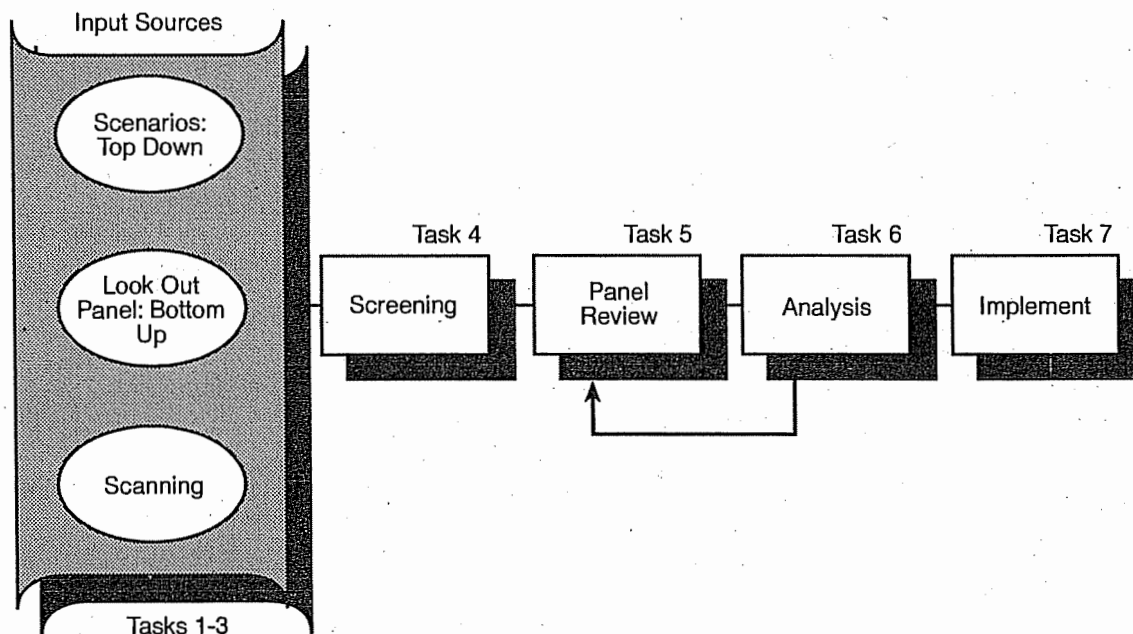 Input Sources
Scenarios:
Top Down
Look Out
Panel: Bottom
Up
Scanning
Tasks 1-3
Task 4
Screening
Task 5
Panel
Review
Task 6
Analysis
Task 7
Implement